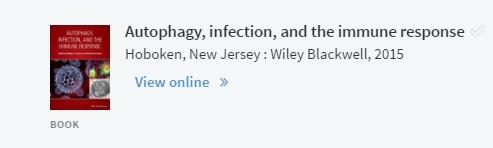 AUTOPHAGY,
INFECTION, AND THE
IMMUNE RESPONSE
Autophagy, infection, and the immune response
Hoboken, New Jersey : Wiley Blackwell, 2015
View online »
BOOK